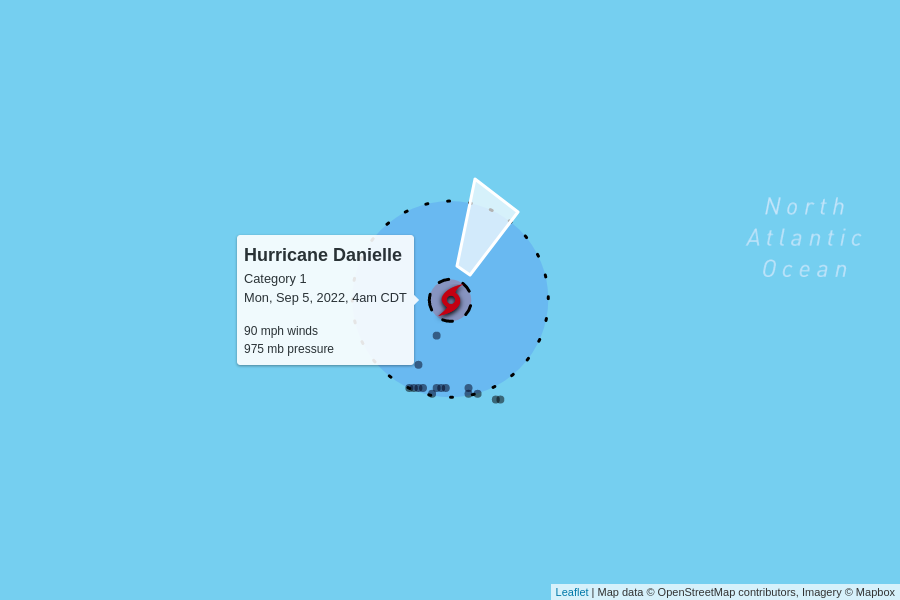 North
Atlantic
Ocean
Hurricane Danielle
Category 1
Mon, Sep 5, 2022, 4am CDT
90 mph winds
975 mb pressure
Leaflet | Map data © OpenStreetMap contributors, Imagery © Mapbox